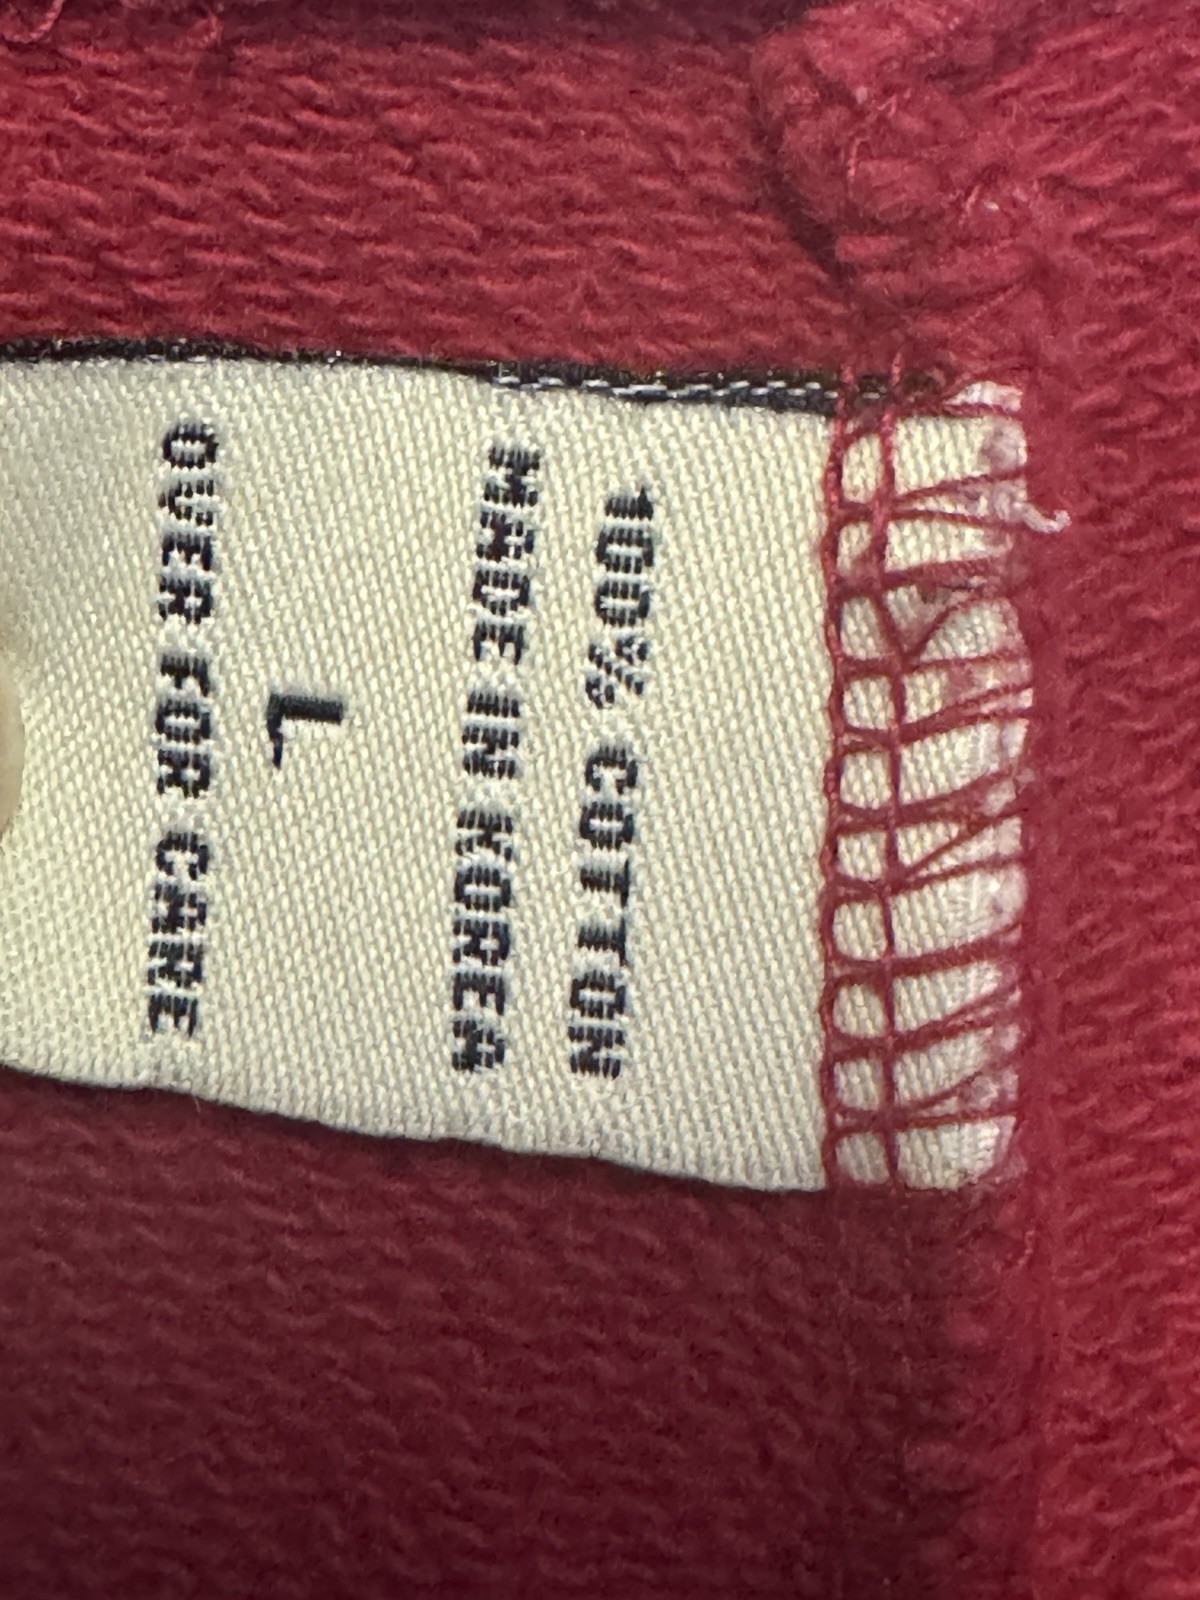 100% COTTON
MADE IN KOREA
L
OVER FOR CARE